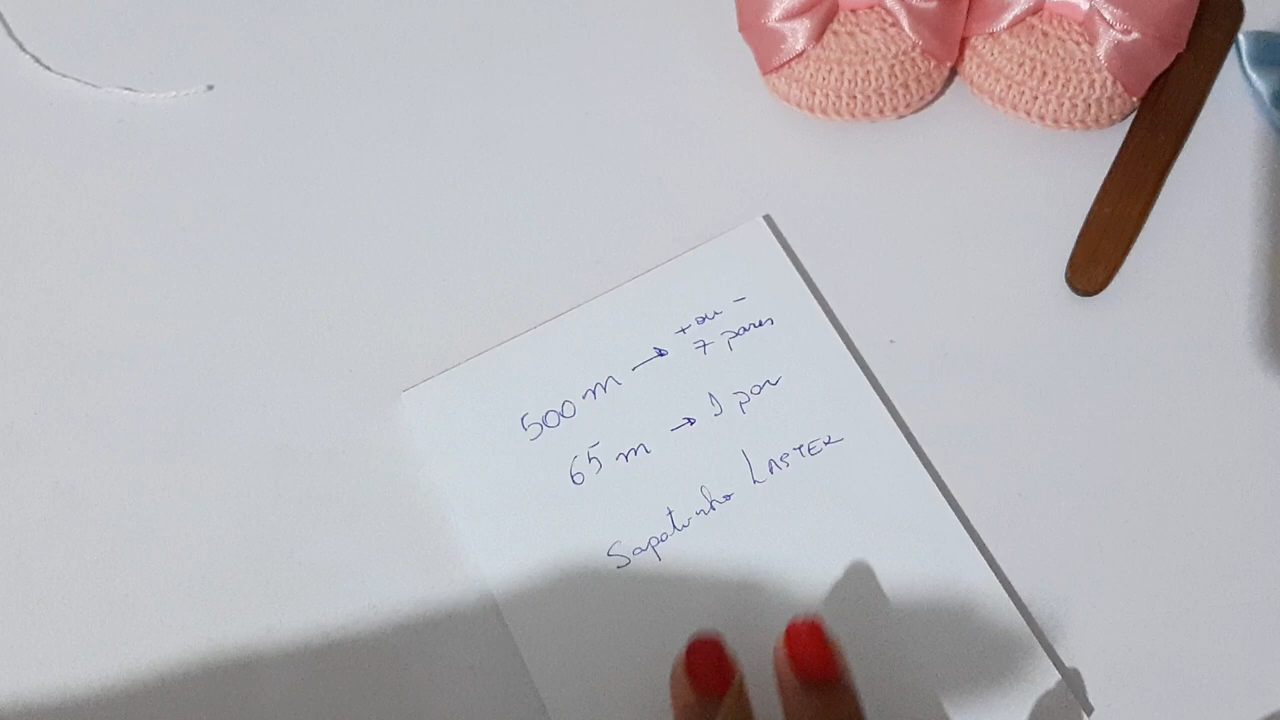 + ou -
500 m → 7 pares
65 m → 1 par
Sapatinho LASTER